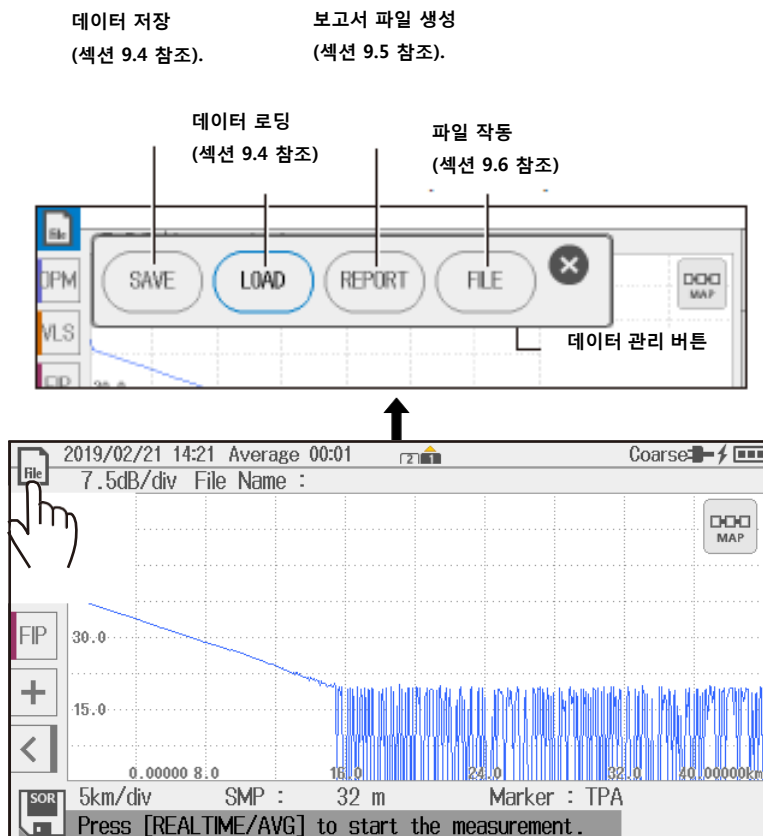 데이터 저장
(섹션 9.4 참조).
보고서 파일 생성
(섹션 9.5 참조).
데이터 로딩
(섹션 9.4 참조)
파일 작동
(섹션 9.6 참조)
File
SAVE
LOAD
REPORT
FILE
OPM
MAP
VLS
데이터 관리 버튼
FIP
30.0
2019/02/21 14:21 Average 00:01
2
1
Coarse
File
7.5dB/div File Name :
MAP
FIP
30.0
15.0
0.00000 8.0 16.0 24.0 32.0 40.00000km
SOR
5km/div SMP : 32 m Marker : TPA
Press [REALTIME/AVG] to start the measurement.